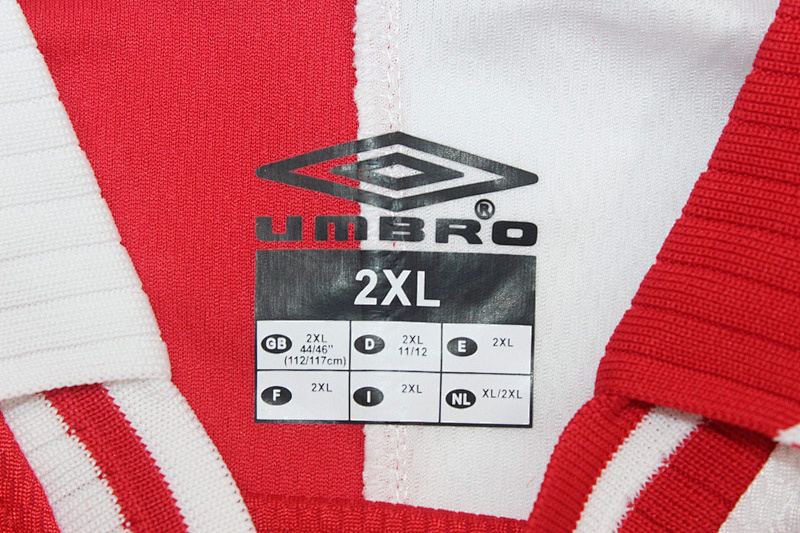 UMBRO®
2XL
GB 2XL
44/46"
(112/117cm)
D 2XL
11/12
E 2XL
F 2XL
I 2XL
NL XL/2XL